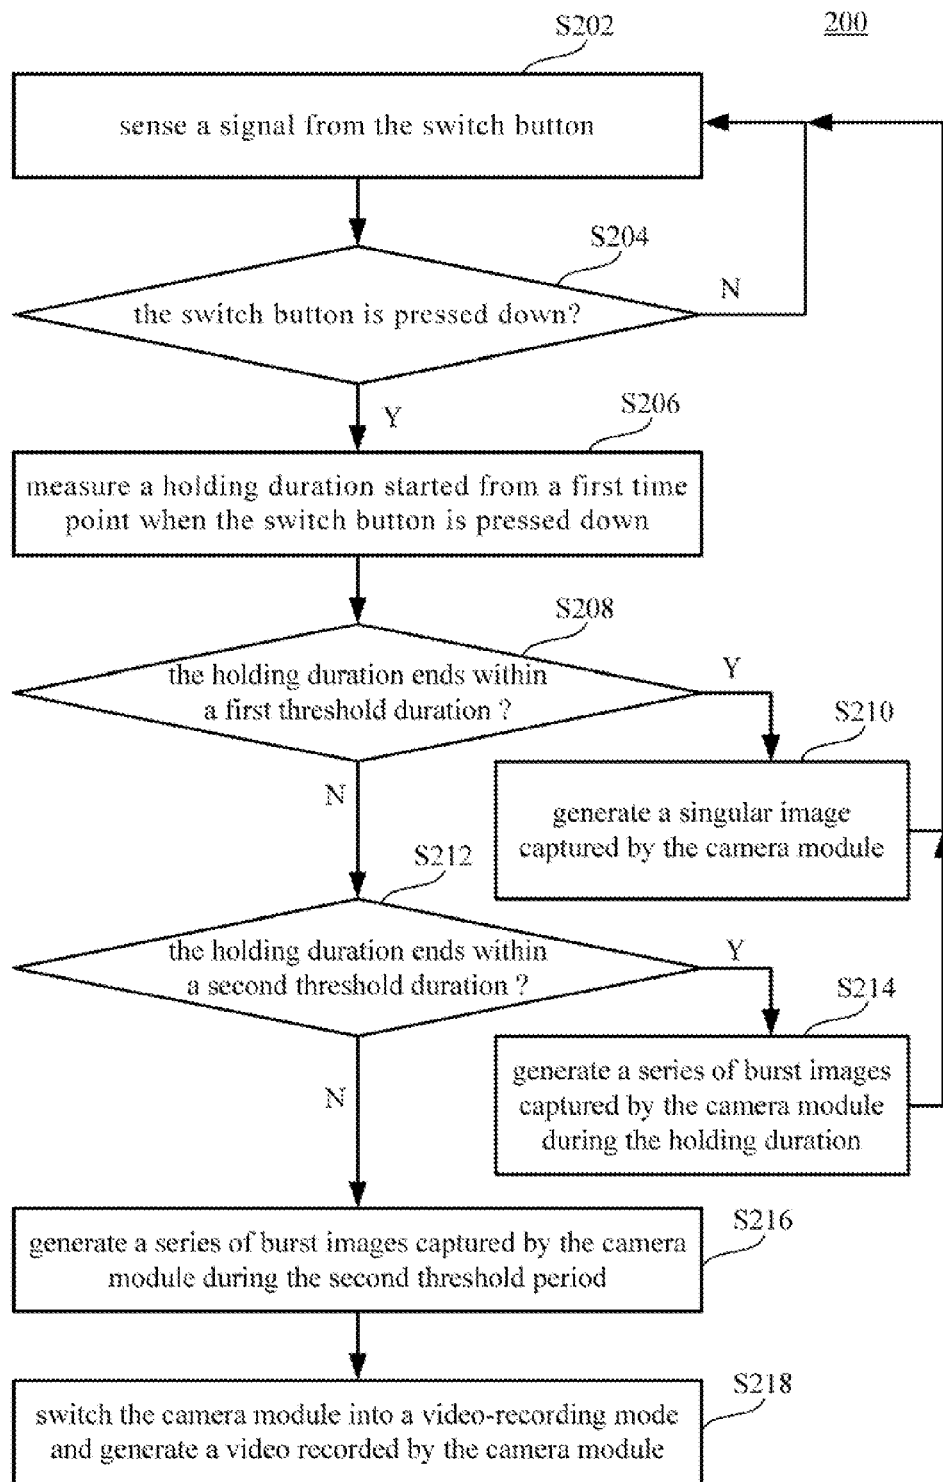 200
S202
sense a signal from the switch button
S204
the switch button is pressed down?
N
Y
S206
measure a holding duration started from a first time
point when the switch button is pressed down
S208
the holding duration ends within
a first threshold duration ?
Y
S210
N
generate a singular image
captured by the camera module
S212
the holding duration ends within
a second threshold duration ?
Y
S214
N
generate a series of burst images
captured by the camera module
during the holding duration
S216
generate a series of burst images captured by the camera
module during the second threshold period
S218
switch the camera module into a video-recording mode
and generate a video recorded by the camera module